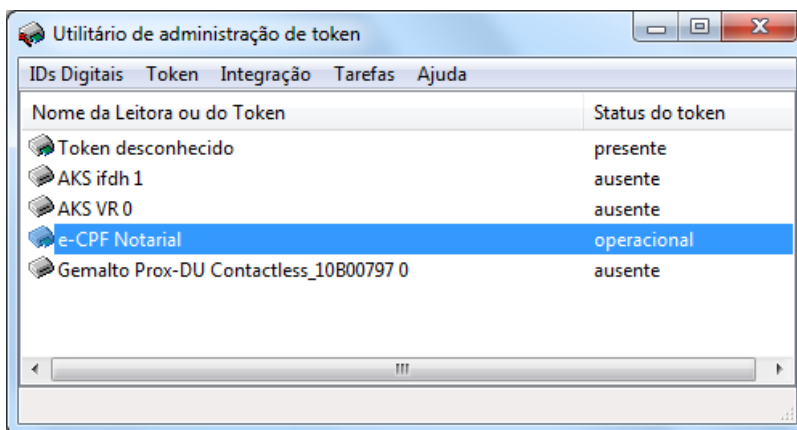 Utilitário de administração de token
IDs Digitais Token Integração Tarefas Ajuda
Nome da Leitora ou do Token Status do token
Token desconhecido presente
AKS ifdh 1 ausente
AKS VR 0 ausente
e-CPF Notarial operacional
Gemalto Prox-DU Contactless_10B00797 0 ausente